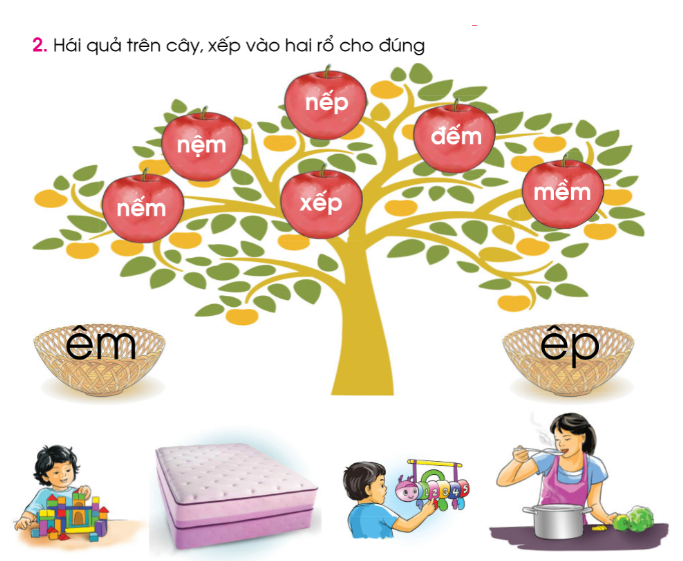 2. Hái quả trên cây, xếp vào hai rổ cho đúng
nếp
nệm
đếm
nếm
xếp
mềm
êm
êp